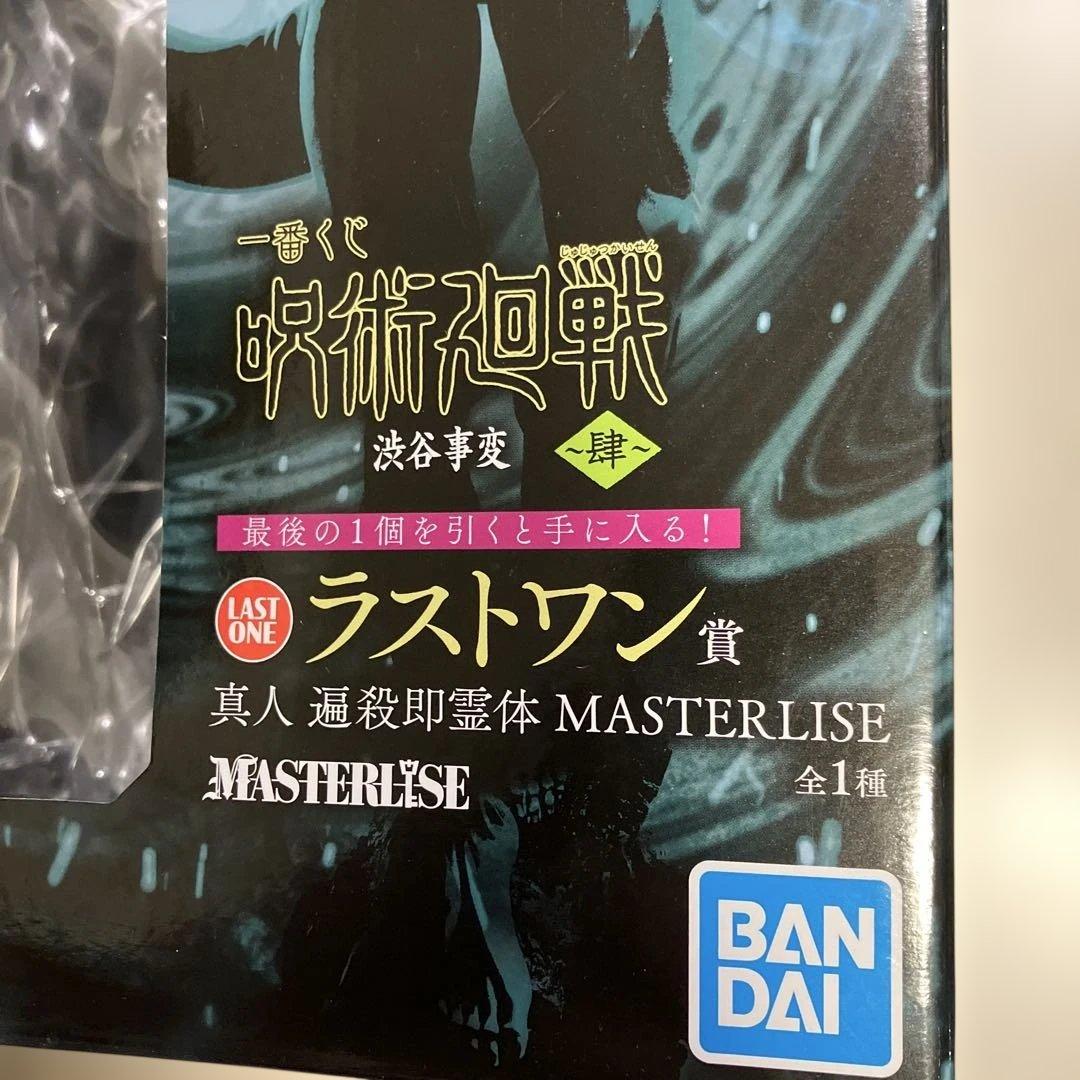 一番くじ
じゅじゅつかいせん
呪術廻戦
渋谷事変 ~肆~
最後の1個を引くと手に入る!
LAST
ONE
ラストワン賞
真人 遍殺即霊体 MASTERLISE
MASTERLISE
全1種
BAN
DAI